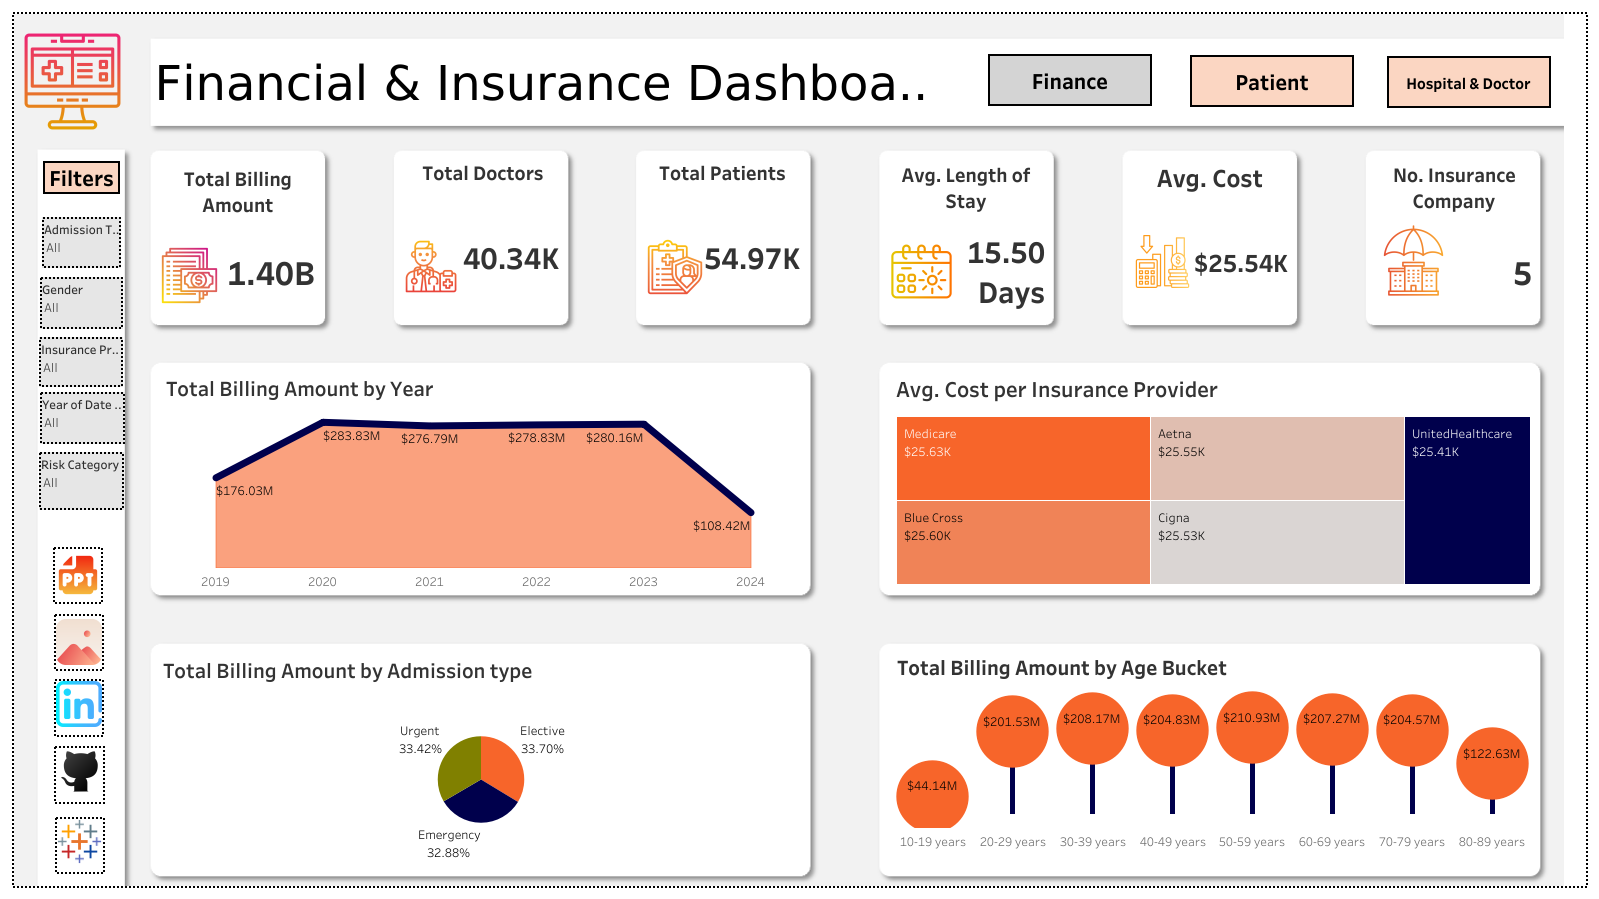 Financial & Insurance Dashboa..
Finance
Patient
Hospital & Doctor
Filters
Admission T..
All
Gender
All
Insurance Pr..
All
Year of Date ..
All
Risk Category
All
PPT
in
Total Billing
Amount
1.40B
Total Doctors
40.34K
Total Patients
54.97K
Avg. Length of
Stay
15.50
Days
Avg. Cost
$25.54K
No. Insurance
Company
5
Total Billing Amount by Year
$176.03M
$283.83M
$276.79M
$278.83M
$280.16M
$108.42M
2019
2020
2021
2022
2023
2024
Avg. Cost per Insurance Provider
Medicare
$25.63K
Blue Cross
$25.60K
Aetna
$25.55K
Cigna
$25.53K
UnitedHealthcare
$25.41K
Total Billing Amount by Admission type
Urgent
33.42%
Elective
33.70%
Emergency
32.88%
Total Billing Amount by Age Bucket
$44.14M
$201.53M
$208.17M
$204.83M
$210.93M
$207.27M
$204.57M
$122.63M
10-19 years
20-29 years
30-39 years
40-49 years
50-59 years
60-69 years
70-79 years
80-89 years